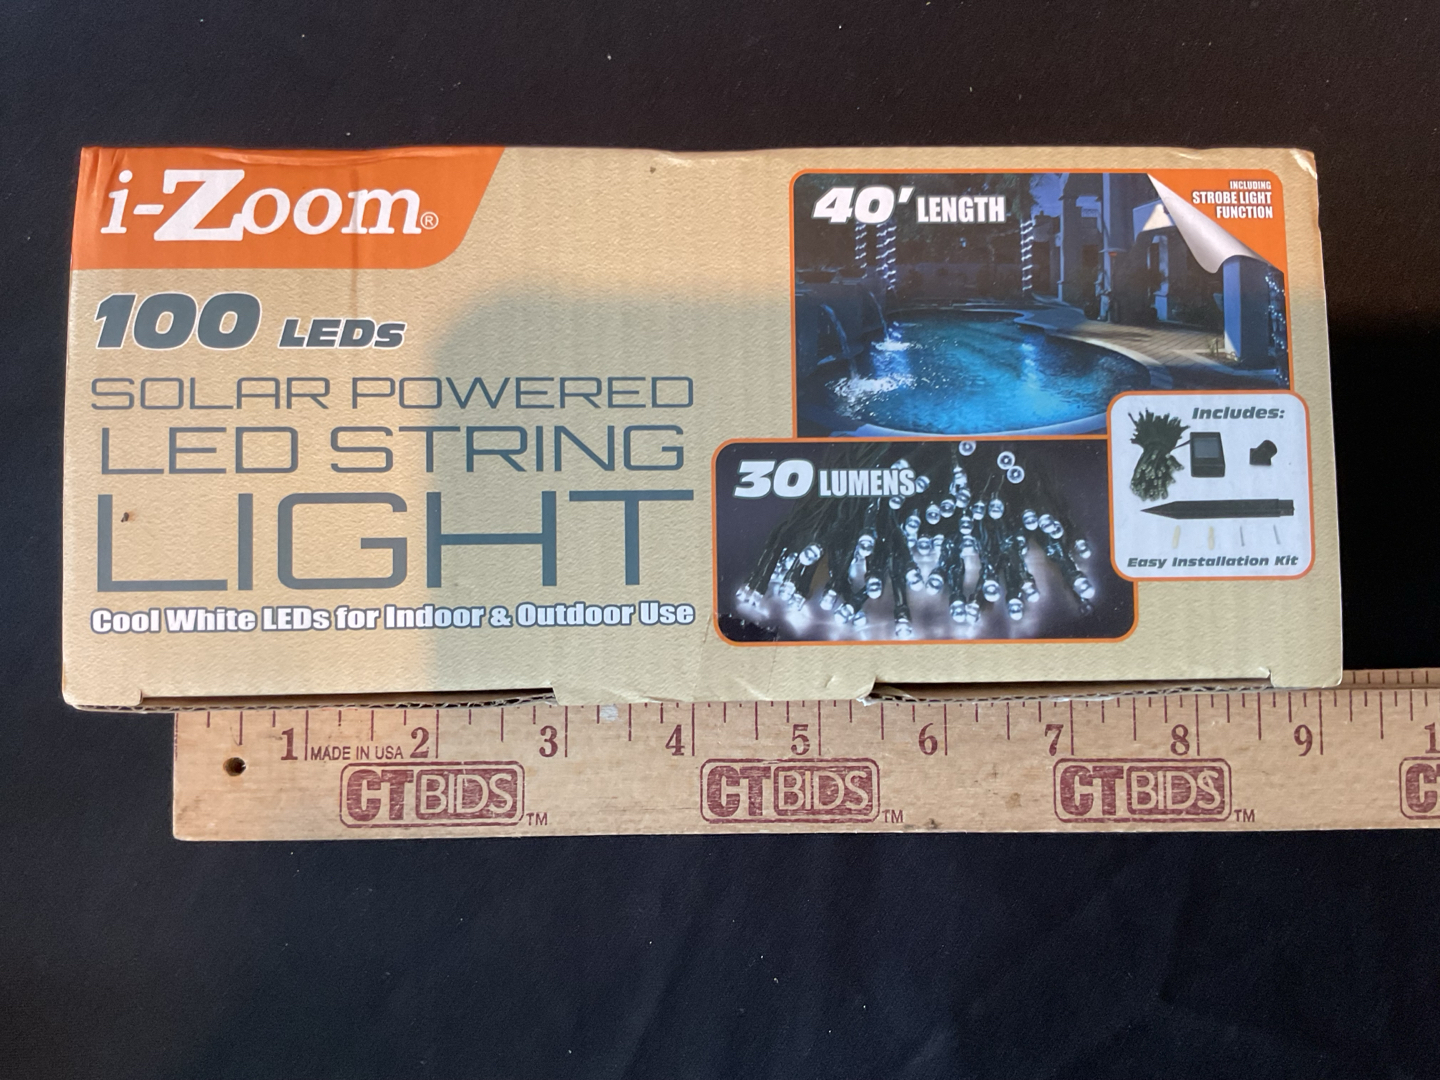 i-Zoom®
100 LEDs
SOLAR POWERED
LED STRING
LIGHT
Cool White LEDs for Indoor & Outdoor Use
40' LENGTH
INCLUDING
STROBE LIGHT
FUNCTION
30 LUMENS
Includes:
Easy Installation Kit
1 MADE IN USA 2 3 4 5 6 7 8 9 1
CTBIDS™ CTBIDS™ CTBIDS™ CT